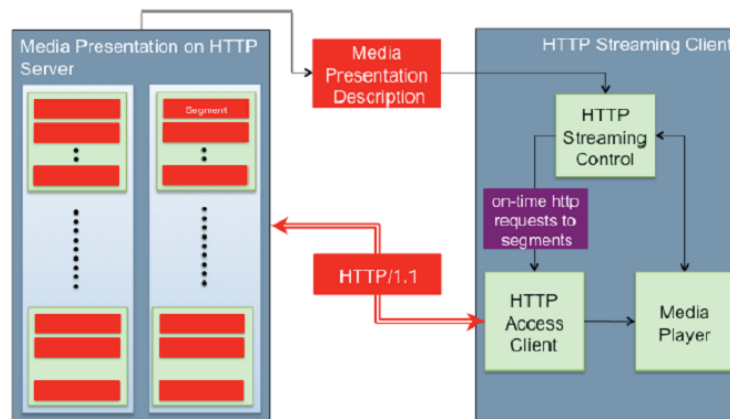 Media Presentation on HTTP
Server
Segment
Media
Presentation
Description
HTTP Streaming Client
HTTP
Streaming
Control
on-time http
requests to
segments
HTTP/1.1
HTTP
Access
Client
Media
Player